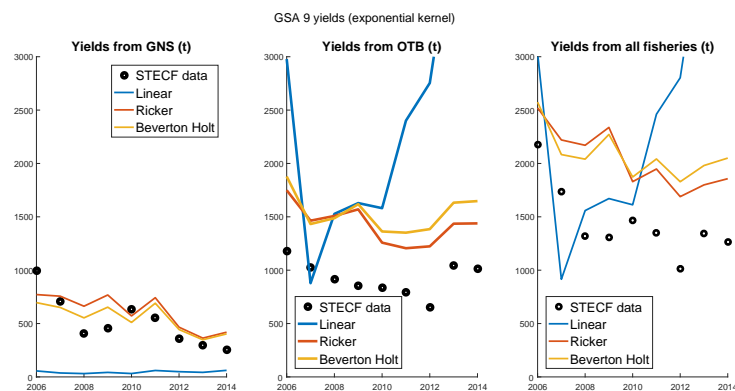 GSA 9 yields (exponential kernel)
Yields from GNS (t)
3000
2500
2000
1500
1000
500
0
2006
2008
2010
2012
2014
STECF data
Linear
Ricker
Beverton Holt
Yields from OTB (t)
3000
2500
2000
1500
1000
500
0
2006
2008
2010
2012
2014
STECF data
Linear
Ricker
Beverton Holt
Yields from all fisheries (t)
3000
2500
2000
1500
1000
500
0
2006
2008
2010
2012
2014
STECF data
Linear
Ricker
Beverton Holt